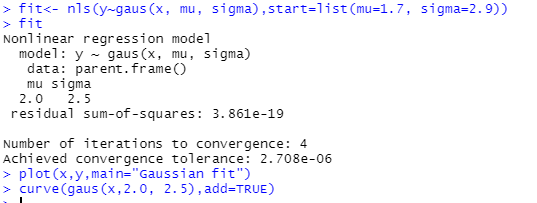 > fit<- nls(y~gaus(x, mu, sigma),start=list(mu=1.7, sigma=2.9))
> fit
Nonlinear regression model
  model: y ~ gaus(x, mu, sigma)
   data: parent.frame()
   mu sigma
  2.0   2.5
 residual sum-of-squares: 3.861e-19

Number of iterations to convergence: 4
Achieved convergence tolerance: 2.708e-06
> plot(x,y,main="Gaussian fit")
> curve(gaus(x,2.0, 2.5),add=TRUE)
>